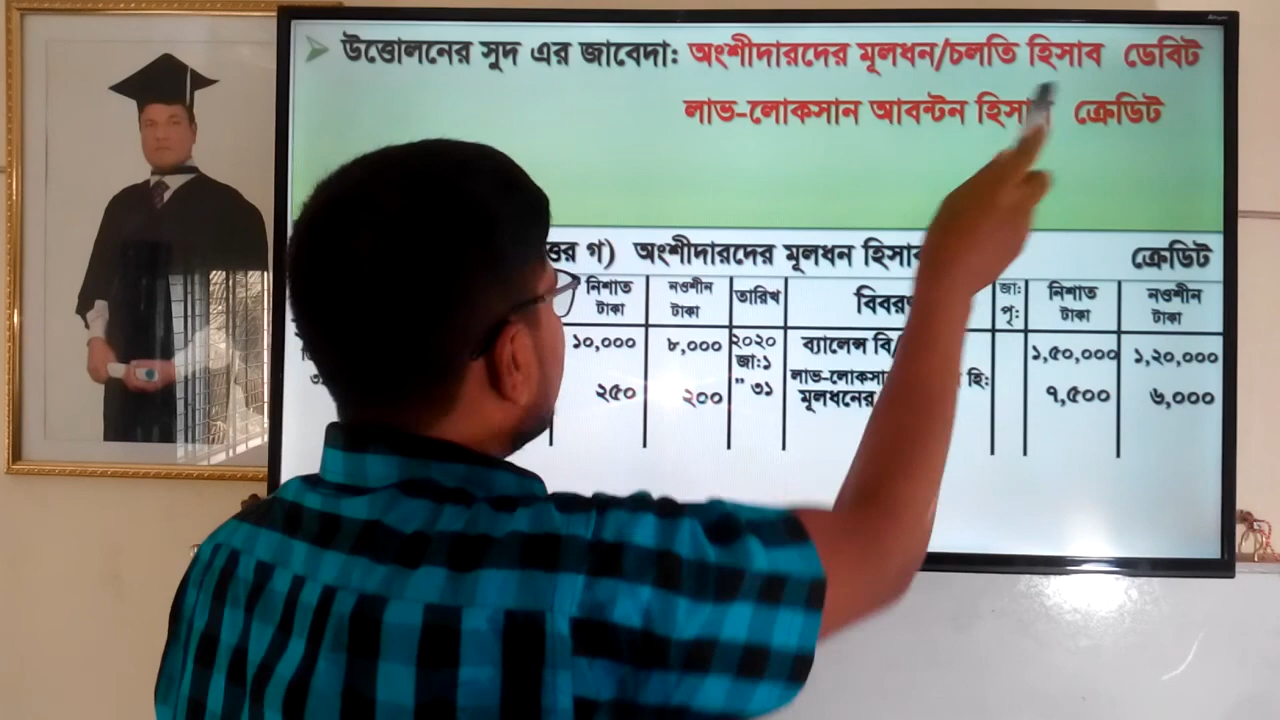 উত্তোলনের সুদ এর জাবেদা: অংশীদারদের মূলধন/চলতি হিসাব ডেবিট
লাভ-লোকসান আবন্টন হিসা ক্রেডিট
ত্তর গ) অংশীদারদের মূলধন হিসাব ক্রেডিট
নিশাত টাকা নওশীন টাকা তারিখ বিবরণ জা: পৃ: নিশাত টাকা নওশীন টাকা
১০,০০০ ৮,০০০ ২০২০ জা:১ ব্যালেন্স বি/ ১,৫০,০০০ ১,২০,০০০
২৫০ ২০০ " ৩১ লাভ-লোকসা হি: মূলধনের ৭,৫০০ ৬,০০০